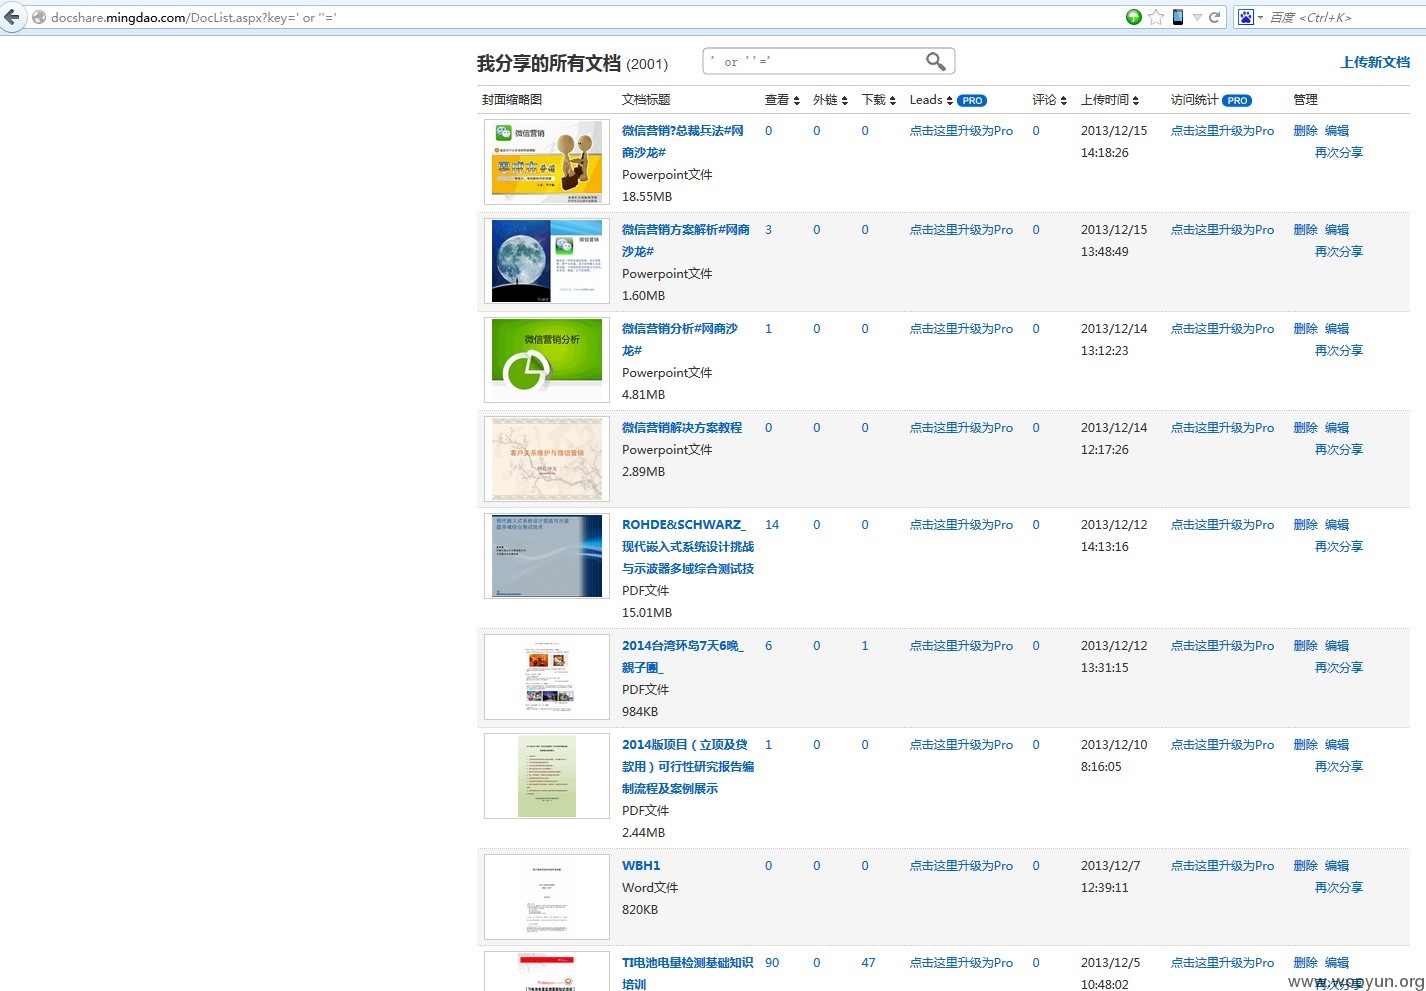 docshare.mingdao.com/DocList.aspx?key=' or ''='
百度 <Ctrl+K>
我分享的所有文档 (2001)
' or ''='
上传新文档
封面缩略图 文档标题 查看 外链 下载 Leads PRO 评论 上传时间 访问统计 PRO 管理
微信营销
零成本营销
微信营销?总裁兵法#网 0 0 0 点击这里升级为Pro 0 2013/12/15 点击这里升级为Pro 删除 编辑
商沙龙# 14:18:26 再次分享
Powerpoint文件
18.55MB
微信营销
微信营销方案解析#网商 3 0 0 点击这里升级为Pro 0 2013/12/15 点击这里升级为Pro 删除 编辑
沙龙# 13:48:49 再次分享
Powerpoint文件
1.60MB
微信营销分析
微信营销分析#网商沙 1 0 0 点击这里升级为Pro 0 2013/12/14 点击这里升级为Pro 删除 编辑
龙# 13:12:23 再次分享
Powerpoint文件
4.81MB
客户关系维护与微信营销
微信营销解决方案教程 0 0 0 点击这里升级为Pro 0 2013/12/14 点击这里升级为Pro 删除 编辑
Powerpoint文件 12:17:26 再次分享
2.89MB
现代嵌入式系统设计挑战与示波
器多域综合测试技术
ROHDE&SCHWARZ_ 14 0 0 点击这里升级为Pro 0 2013/12/12 点击这里升级为Pro 删除 编辑
现代嵌入式系统设计挑战 14:13:16 再次分享
与示波器多域综合测试技
PDF文件
15.01MB
2014台湾环岛7天6晚_ 6 0 1 点击这里升级为Pro 0 2013/12/12 点击这里升级为Pro 删除 编辑
親子團_ 13:31:15 再次分享
PDF文件
984KB
2014版项目（立项及贷 1 0 0 点击这里升级为Pro 0 2013/12/10 点击这里升级为Pro 删除 编辑
款用）可行性研究报告编 8:16:05 再次分享
制流程及案例展示
PDF文件
2.44MB
WBH1 0 0 0 点击这里升级为Pro 0 2013/12/7 点击这里升级为Pro 删除 编辑
Word文件 12:39:11 再次分享
820KB
TI电池电量检测基础知识 90 0 47 点击这里升级为Pro 0 2013/12/5 点击这里升级为Pro 删除 编辑
培训 10:48:02 再次分享
www.wooyun.org